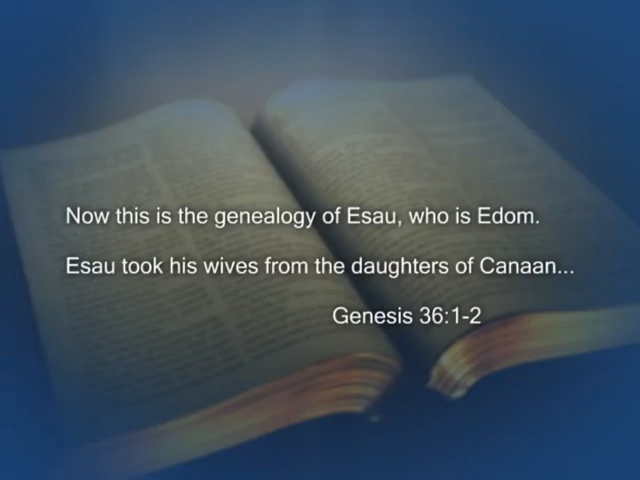 Now this is the genealogy of Esau, who is Edom.
Esau took his wives from the daughters of Canaan...
Genesis 36:1-2